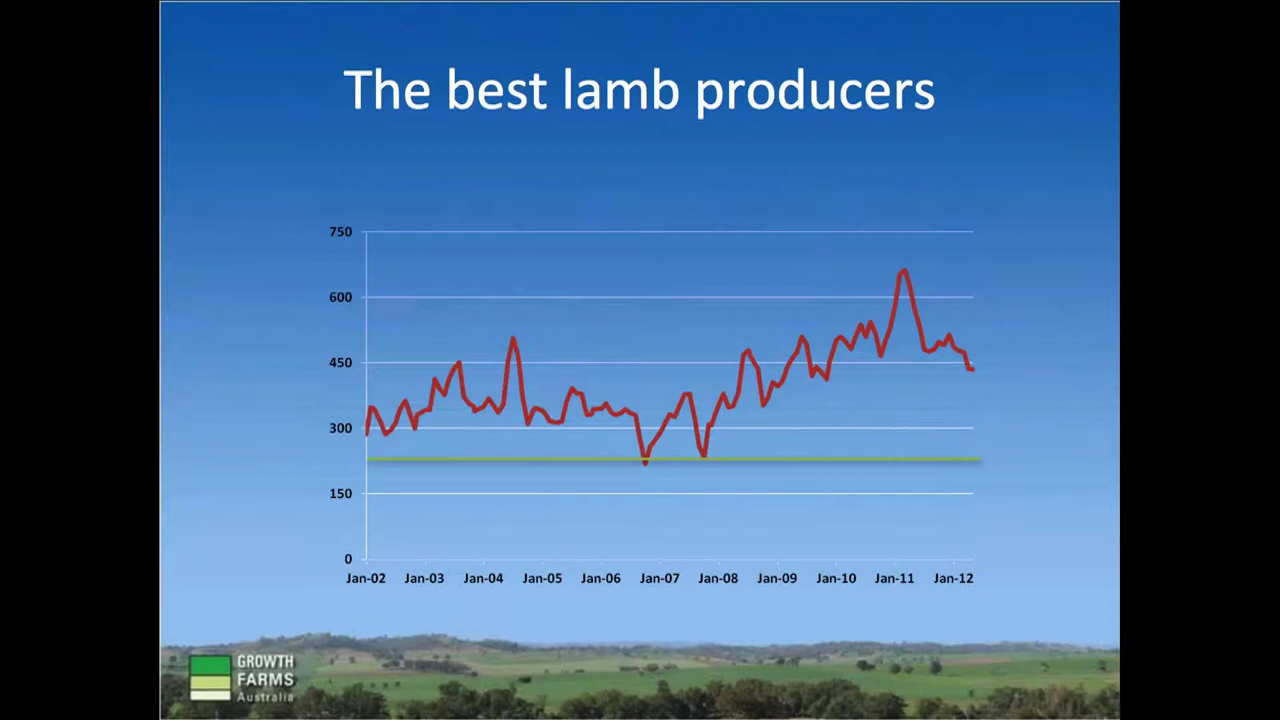 The best lamb producers
750
600
450
300
150
0
Jan-02 Jan-03 Jan-04 Jan-05 Jan-06 Jan-07 Jan-08 Jan-09 Jan-10 Jan-11 Jan-12
GROWTH
FARMS
Australia